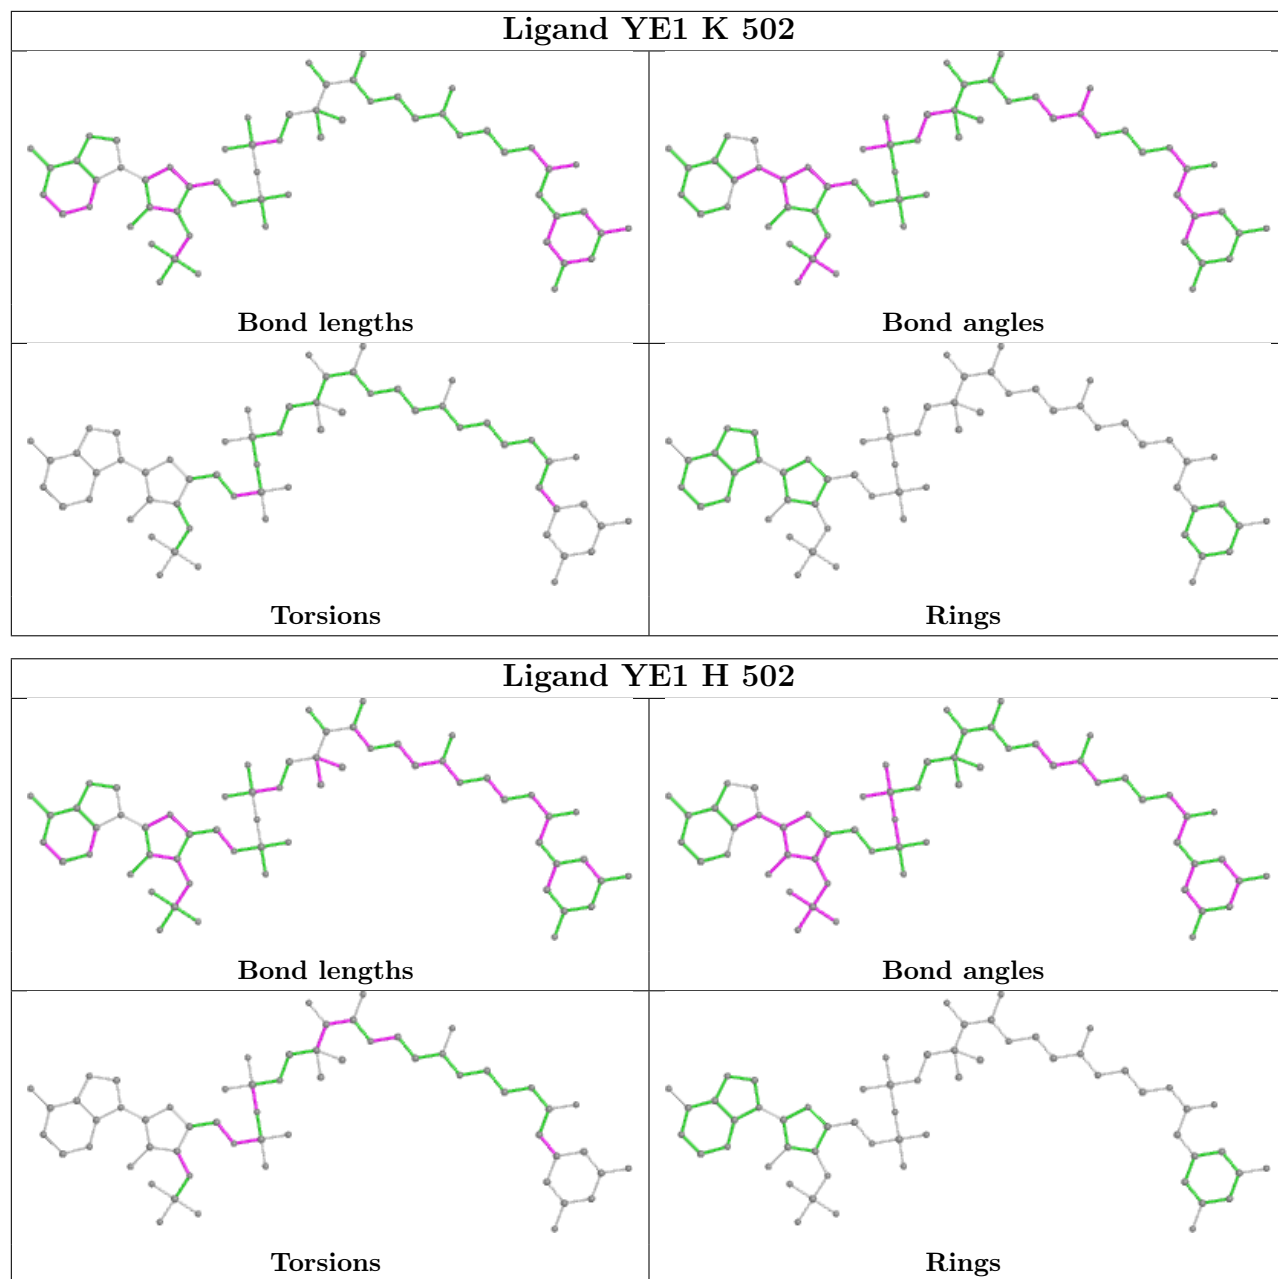 Ligand YE1 K 502
Bond lengths
Bond angles
Torsions
Rings
Ligand YE1 H 502
Bond lengths
Bond angles
Torsions
Rings